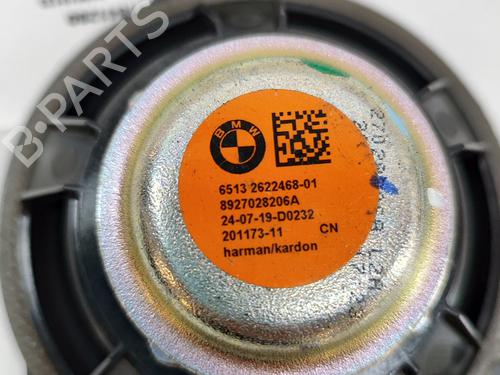 BMW
6513 2622468-01
8927028206A
24-07-19-D0232
201173-11 CN
harman/kardon
B-PARTS